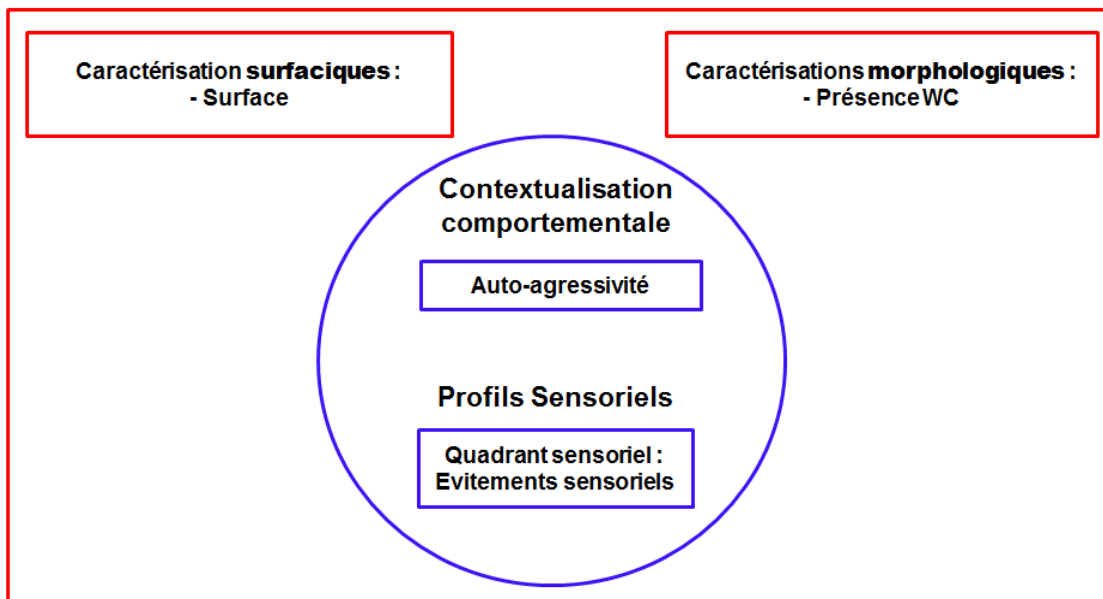 Caractérisation surfaciques :
- Surface
Caractérisations morphologiques :
- Présence WC
Contextualisation
comportementale
Auto-agressivité
Profils Sensoriels
Quadrant sensoriel :
Evitements sensoriels